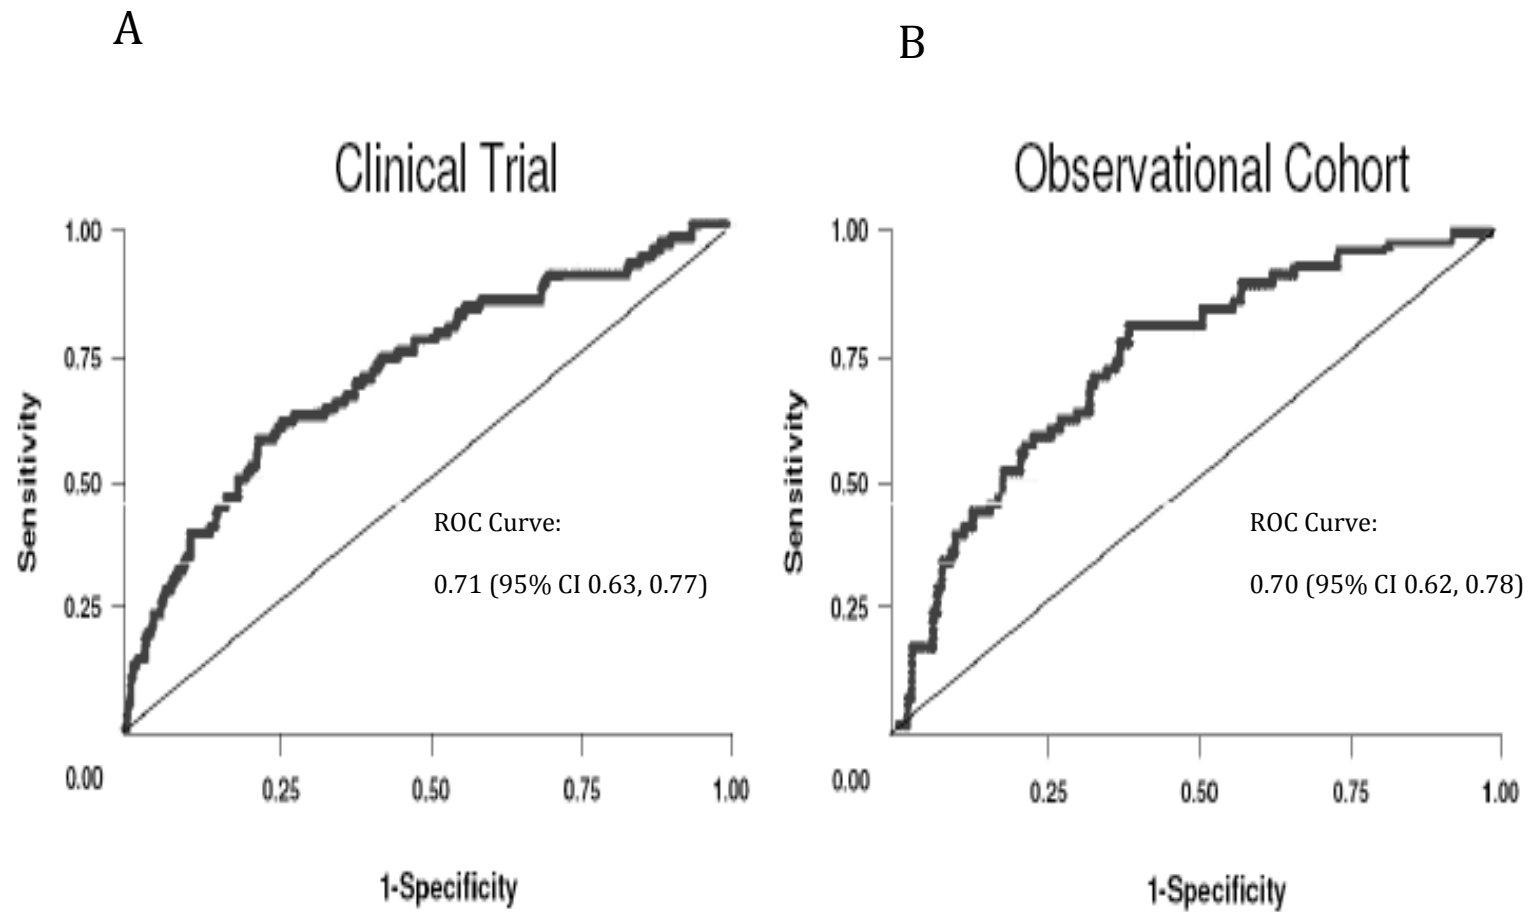 A
Clinical Trial
1.00
0.75
0.50
0.25
0.00
Sensitivity
ROC Curve:
0.71 (95% CI 0.63, 0.77)
0.25 0.50 0.75 1.00
1-Specificity
B
Observational Cohort
1.00
0.75
0.50
0.25
0.00
Sensitivity
ROC Curve:
0.70 (95% CI 0.62, 0.78)
0.25 0.50 0.75 1.00
1-Specificity